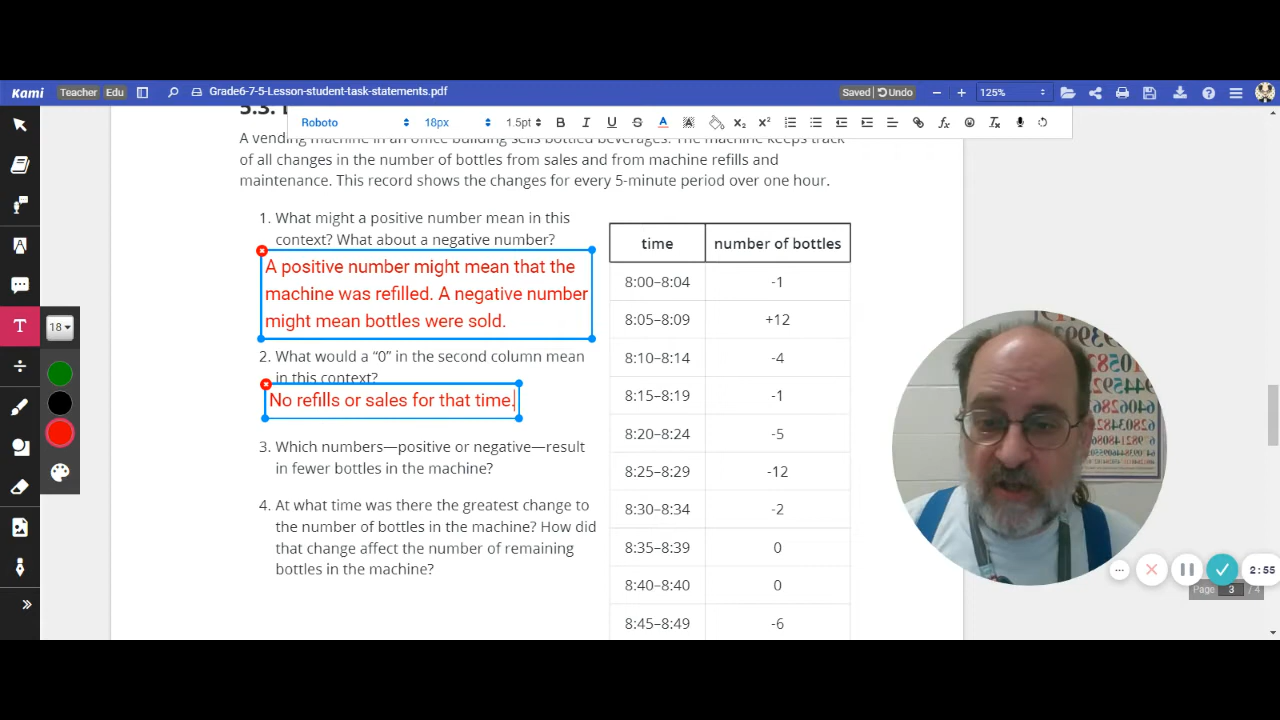 Kami Teacher Edu Grade6-7-5-Lesson-student-task-statements.pdf Saved Undo 125%
Roboto 18px 1.5pt B I U S A x₂ x² fx
18
A vending machine in an office building sells bottled beverages. The machine keeps track
of all changes in the number of bottles from sales and from machine refills and
maintenance. This record shows the changes for every 5-minute period over one hour.
1. What might a positive number mean in this
context? What about a negative number?
A positive number might mean that the
machine was refilled. A negative number
might mean bottles were sold.
2. What would a “0” in the second column mean
in this context?
No refills or sales for that time.
3. Which numbers—positive or negative—result
in fewer bottles in the machine?
4. At what time was there the greatest change to
the number of bottles in the machine? How did
that change affect the number of remaining
bottles in the machine?
time number of bottles
8:00–8:04 -1
8:05–8:09 +12
8:10–8:14 -4
8:15–8:19 -1
8:20–8:24 -5
8:25–8:29 -12
8:30–8:34 -2
8:35–8:39 0
8:40–8:40 0
8:45–8:49 -6
2:55
Page 3 / 4